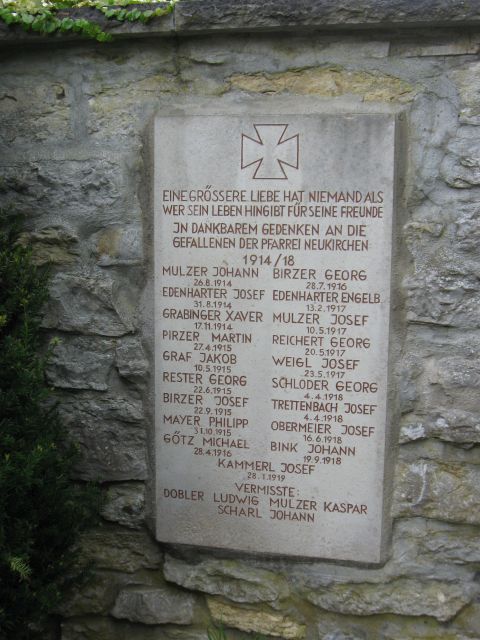 EINE GRÖSSERE LIEBE HAT NIEMAND ALS
WER SEIN LEBEN HINGIBT FÜR SEINE FREUNDE
IN DANKBAREM GEDENKEN AN DIE
GEFALLENEN DER PFARREI NEUKIRCHEN
1914/18
MULZER JOHANN BIRZER GEORG
26.8.1914 28.7.1916
EDENHARTER JOSEF EDENHARTER ENGELB.
31.8.1914 13.2.1917
GRABINGER XAVER MULZER JOSEF
17.11.1914 10.5.1917
PIRZER MARTIN REICHERT GEORG
27.4.1915 20.5.1917
GRAF JAKOB WEIGL JOSEF
10.5.1915 23.5.1917
RESTER GEORG SCHLODER GEORG
22.6.1915 4.4.1918
BIRZER JOSEF TRETTENBACH JOSEF
22.9.1915 4.4.1918
MAYER PHILIPP OBERMEIER JOSEF
31.10.1915 16.6.1918
GÖTZ MICHAEL BINK JOHANN
28.4.1916 19.9.1918
KAMMERL JOSEF
28.1.1919
VERMISSTE:
DOBLER LUDWIG MULZER KASPAR
SCHARL JOHANN